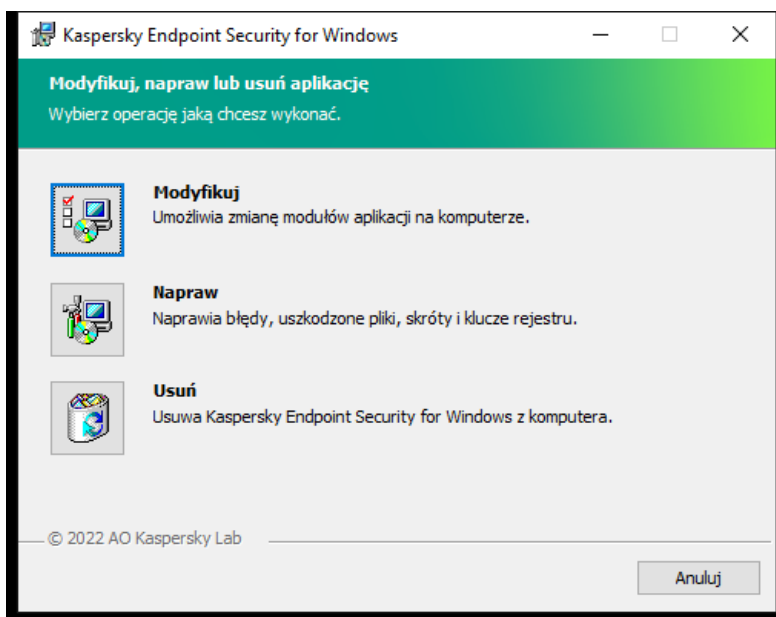 Kaspersky Endpoint Security for Windows
Modyfikuj, napraw lub usuń aplikację
Wybierz operację jaką chcesz wykonać.
Modyfikuj
Umożliwia zmianę modułów aplikacji na komputerze.
Napraw
Naprawia błędy, uszkodzone pliki, skróty i klucze rejestru.
Usuń
Usuwa Kaspersky Endpoint Security for Windows z komputera.
© 2022 AO Kaspersky Lab
Anuluj